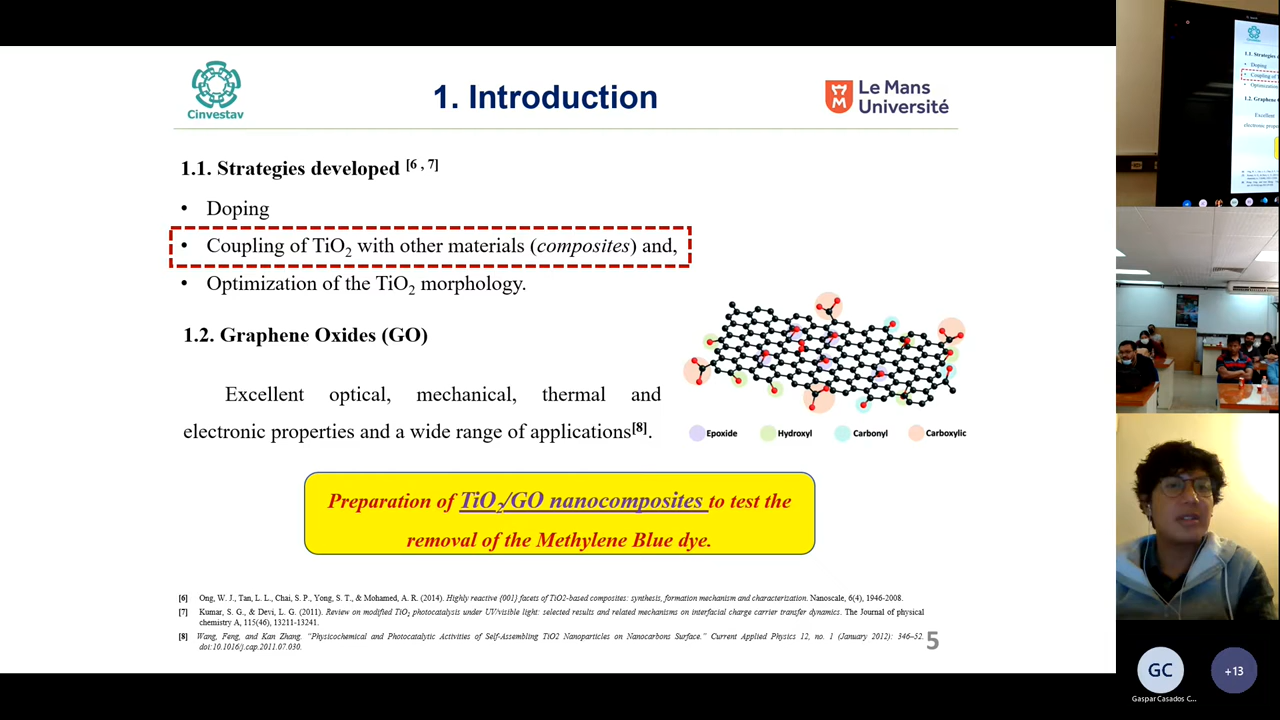 Cinvestav
1. Introduction
Le Mans
Université
1.1. Strategies developed [6 , 7]
• Doping
• Coupling of TiO2 with other materials (composites) and,
• Optimization of the TiO2 morphology.
1.2. Graphene Oxides (GO)
Excellent optical, mechanical, thermal and
electronic properties and a wide range of applications[8].
Epoxide Hydroxyl Carbonyl Carboxylic
Preparation of TiO2/GO nanocomposites to test the
removal of the Methylene Blue dye.
[6] Ong, W. J., Tan, L. L., Chai, S. P., Yong, S. T., & Mohamed, A. R. (2014). Highly reactive {001} facets of TiO2-based composites: synthesis, formation mechanism and characterization. Nanoscale, 6(4), 1946-2008.
[7] Kumar, S. G., & Devi, L. G. (2011). Review on modified TiO2 photocatalysis under UV/visible light: selected results and related mechanisms on interfacial charge carrier transfer dynamics. The Journal of physical
chemistry A, 115(46), 13211-13241.
[8] Wang, Feng, and Kan Zhang. “Physicochemical and Photocatalytic Activities of Self-Assembling TiO2 Nanoparticles on Nanocarbons Surface.” Current Applied Physics 12, no. 1 (January 2012): 346–52.
doi:10.1016/j.cap.2011.07.030.
5
GC
+13
Gaspar Casados C...